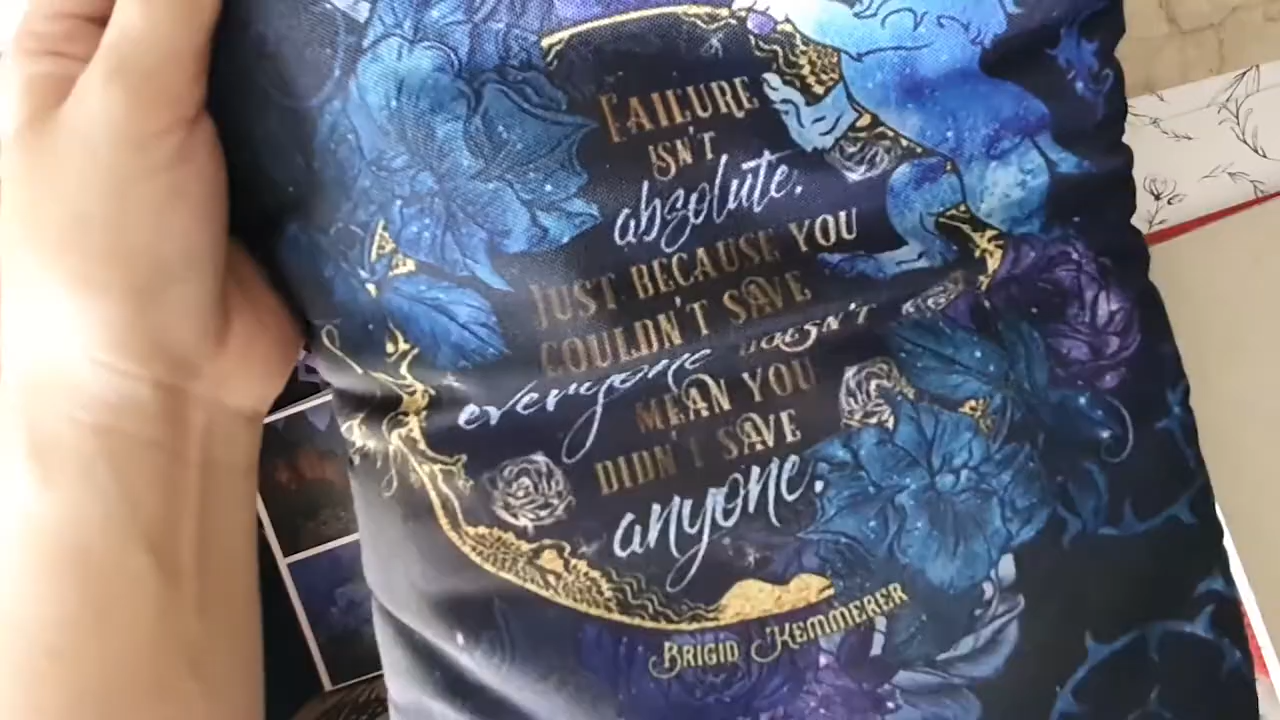 FAILURE
ISN'T
absolute.
JUST BECAUSE YOU
COULDN'T SAVE
everyone DOESN'T
MEAN YOU
DIDN'T SAVE
anyone.
BRIGID KEMMERER